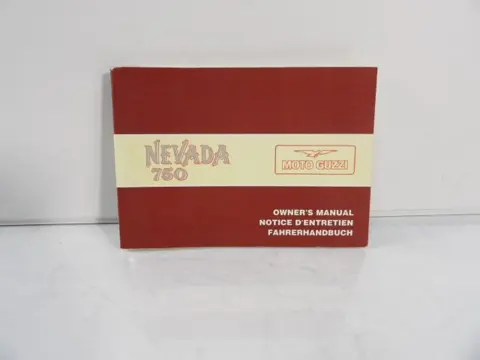 NEVADA
750
MOTO GUZZI
OWNER'S MANUAL
NOTICE D'ENTRETIEN
FAHRERHANDBUCH